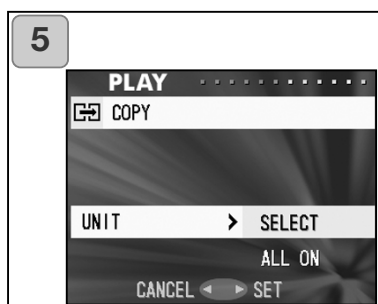 5
PLAY
COPY
UNIT > SELECT
ALL ON
CANCEL ◄ ► SET